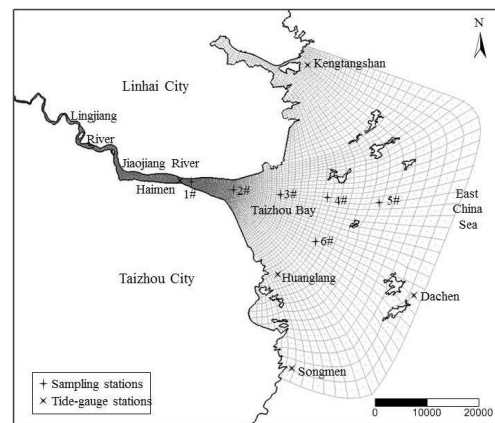 N
Kengtangshan
Linhai City
Lingjiang
River
Jiaojiang River
Haimen
1#
2#
3#
4#
5#
Taizhou Bay
East
China
Sea
6#
Taizhou City
Huanglang
Dachen
Songmen
Sampling stations
Tide-gauge stations
0 10000 20000